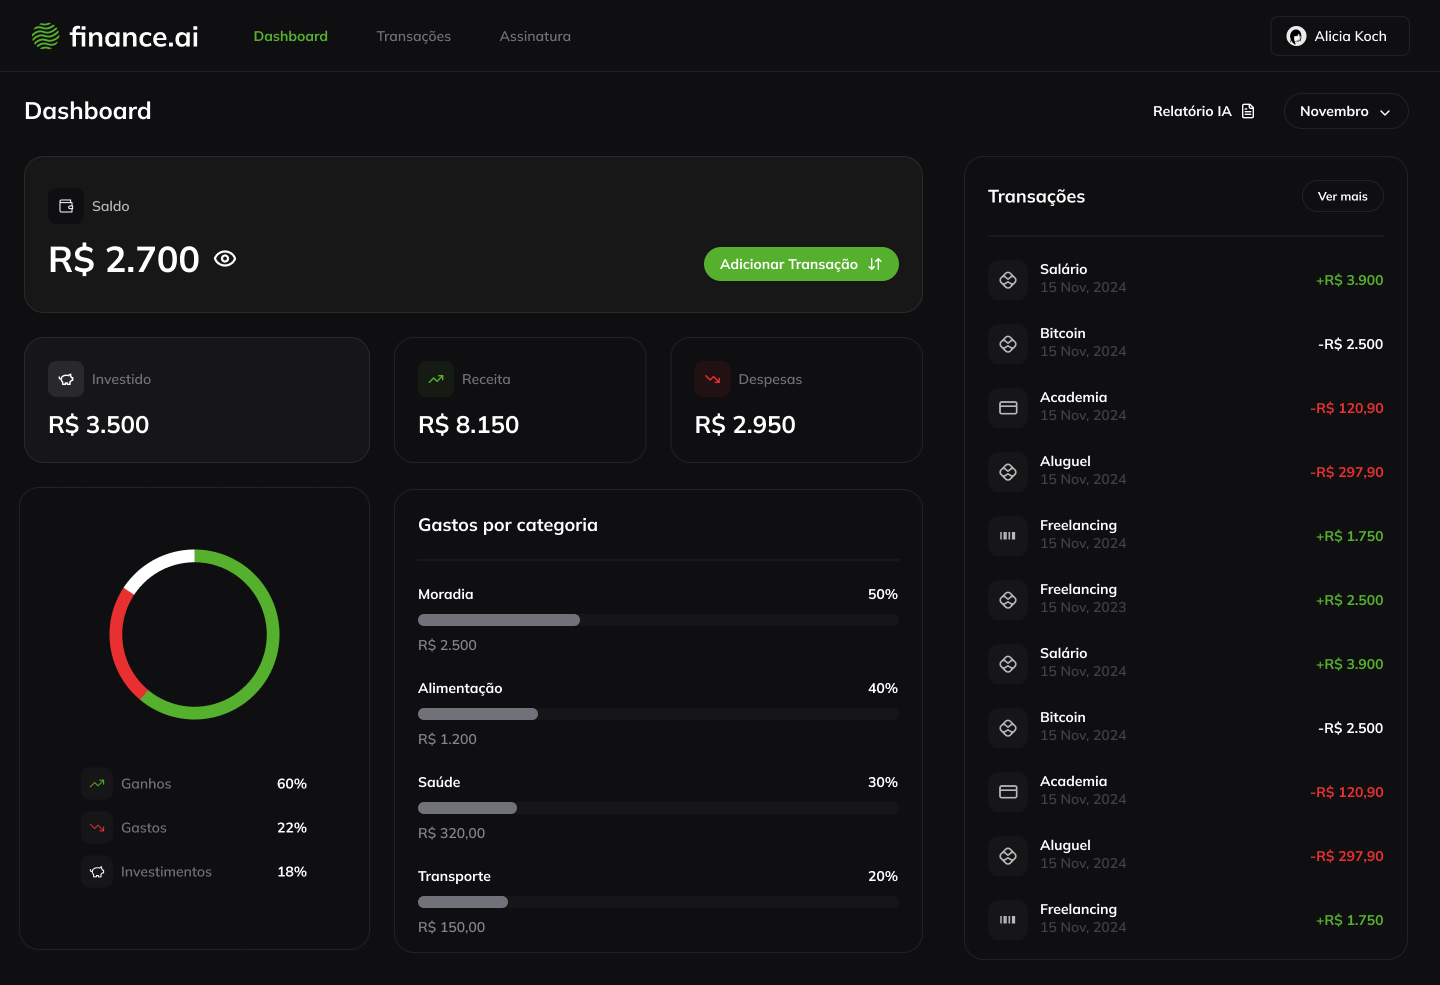 finance.ai
Dashboard
Transações
Assinatura
Alicia Koch
Dashboard
Relatório IA
Novembro
Saldo
R$ 2.700
Adicionar Transação
Investido
R$ 3.500
Receita
R$ 8.150
Despesas
R$ 2.950
Ganhos 60%
Gastos 22%
Investimentos 18%
Gastos por categoria
Moradia 50%
R$ 2.500
Alimentação 40%
R$ 1.200
Saúde 30%
R$ 320,00
Transporte 20%
R$ 150,00
Transações
Ver mais
Salário
15 Nov, 2024
+R$ 3.900
Bitcoin
15 Nov, 2024
-R$ 2.500
Academia
15 Nov, 2024
-R$ 120,90
Aluguel
15 Nov, 2024
-R$ 297,90
Freelancing
15 Nov, 2024
+R$ 1.750
Freelancing
15 Nov, 2023
+R$ 2.500
Salário
15 Nov, 2024
+R$ 3.900
Bitcoin
15 Nov, 2024
-R$ 2.500
Academia
15 Nov, 2024
-R$ 120,90
Aluguel
15 Nov, 2024
-R$ 297,90
Freelancing
15 Nov, 2024
+R$ 1.750